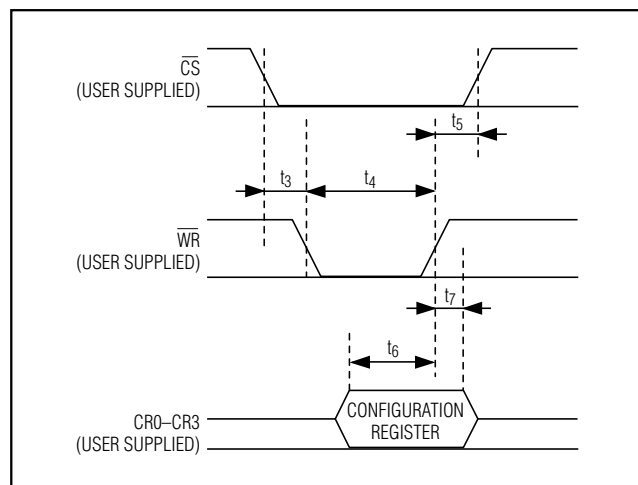 CS
(USER SUPPLIED)
t5
t3
t4
WR
(USER SUPPLIED)
t7
t6
CR0–CR3
(USER SUPPLIED)
CONFIGURATION
REGISTER